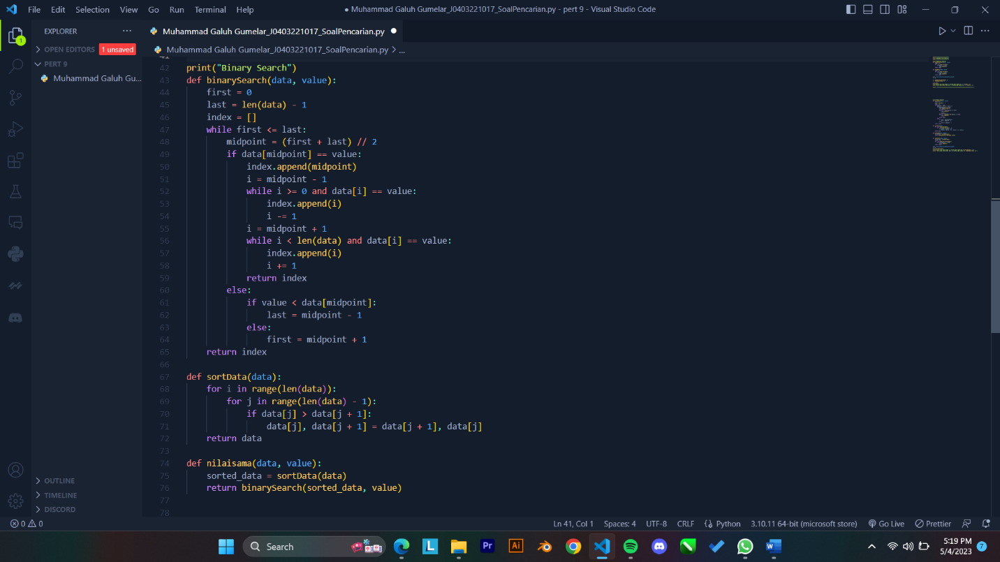 File Edit Selection View Go Run Terminal Help
● Muhammad Galuh Gumelar_J0403221017_SoalPencarian.py - pert 9 - Visual Studio Code
EXPLORER ···
Muhammad Galuh Gumelar_J0403221017_SoalPencarian.py ●
OPEN EDITORS 1 unsaved
Muhammad Galuh Gumelar_J0403221017_SoalPencarian.py > ...
PERT 9
Muhammad Galuh Gu...
1
41
42 print("Binary Search")
43 def binarySearch(data, value):
44     first = 0
45     last = len(data) - 1
46     index = []
47     while first <= last:
48         midpoint = (first + last) // 2
49         if data[midpoint] == value:
50             index.append(midpoint)
51             i = midpoint - 1
52             while i >= 0 and data[i] == value:
53                 index.append(i)
54                 i -= 1
55             i = midpoint + 1
56             while i < len(data) and data[i] == value:
57                 index.append(i)
58                 i += 1
59             return index
60         else:
61             if value < data[midpoint]:
62                 last = midpoint - 1
63             else:
64                 first = midpoint + 1
65     return index
66
67 def sortData(data):
68     for i in range(len(data)):
69         for j in range(len(data) - 1):
70             if data[j] > data[j + 1]:
71                 data[j], data[j + 1] = data[j + 1], data[j]
72     return data
73
74 def nilaisama(data, value):
75     sorted_data = sortData(data)
76     return binarySearch(sorted_data, value)
77
78
OUTLINE
TIMELINE
DISCORD
0 0
Ln 41, Col 1 Spaces: 4 UTF-8 CRLF Python 3.10.11 64-bit (microsoft store) Go Live Prettier
Search
L
Pr
Ai
W
5:19 PM
5/4/2023
7